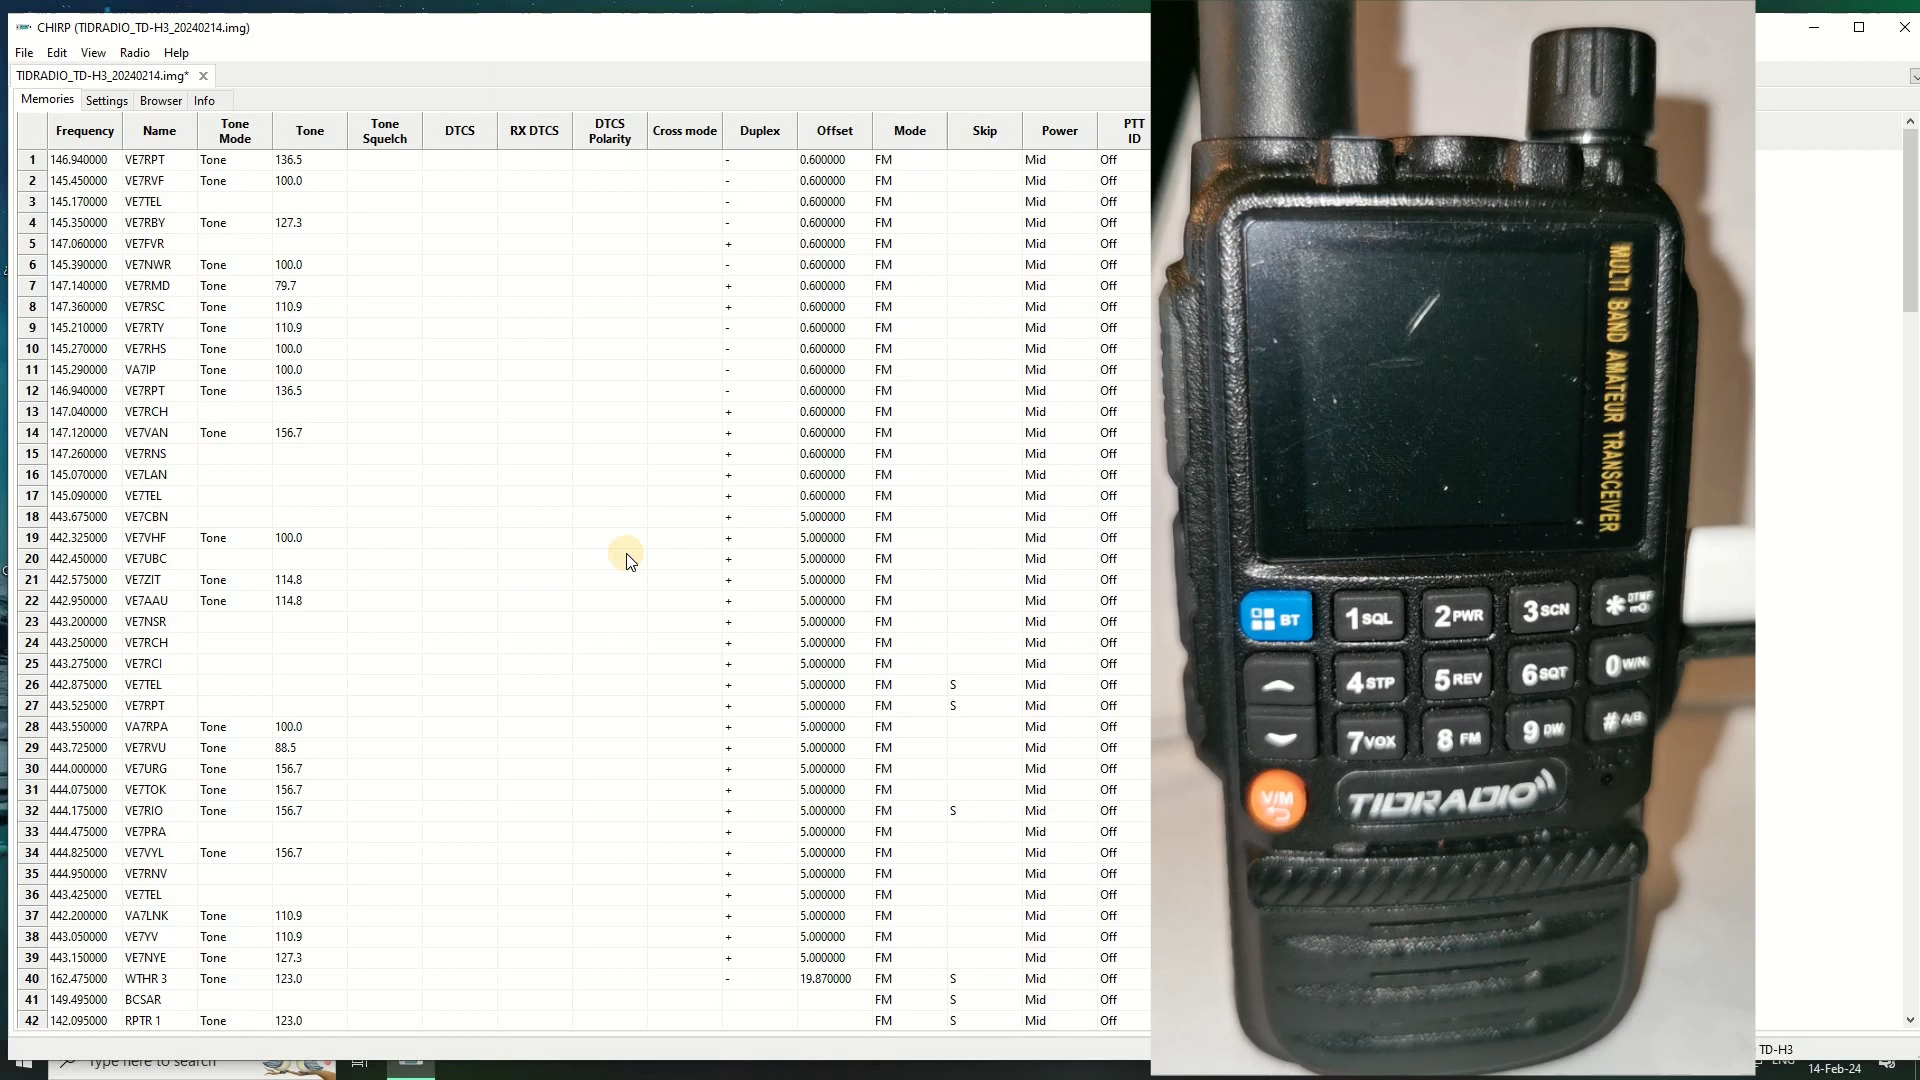 CHIRP (TIDRADIO_TD-H3_20240214.img)
File Edit View Radio Help
TIDRADIO_TD-H3_20240214.img*
Memories Settings Browser Info
Frequency Name Tone Mode Tone Tone Squelch DTCS RX DTCS DTCS Polarity Cross mode Duplex Offset Mode Skip Power PTT ID
1 146.940000 VE7RPT Tone 136.5 - 0.600000 FM Mid Off
2 145.450000 VE7RVF Tone 100.0 - 0.600000 FM Mid Off
3 145.170000 VE7TEL - 0.600000 FM Mid Off
4 145.350000 VE7RBY Tone 127.3 - 0.600000 FM Mid Off
5 147.060000 VE7FVR + 0.600000 FM Mid Off
6 145.390000 VE7NWR Tone 100.0 - 0.600000 FM Mid Off
7 147.140000 VE7RMD Tone 79.7 + 0.600000 FM Mid Off
8 147.360000 VE7RSC Tone 110.9 + 0.600000 FM Mid Off
9 145.210000 VE7RTY Tone 110.9 - 0.600000 FM Mid Off
10 145.270000 VE7RHS Tone 100.0 - 0.600000 FM Mid Off
11 145.290000 VA7IP Tone 100.0 - 0.600000 FM Mid Off
12 146.940000 VE7RPT Tone 136.5 - 0.600000 FM Mid Off
13 147.040000 VE7RCH + 0.600000 FM Mid Off
14 147.120000 VE7VAN Tone 156.7 + 0.600000 FM Mid Off
15 147.260000 VE7RNS + 0.600000 FM Mid Off
16 145.070000 VE7LAN + 0.600000 FM Mid Off
17 145.090000 VE7TEL + 0.600000 FM Mid Off
18 443.675000 VE7CBN + 5.000000 FM Mid Off
19 442.325000 VE7VHF Tone 100.0 + 5.000000 FM Mid Off
20 442.450000 VE7UBC + 5.000000 FM Mid Off
21 442.575000 VE7ZIT Tone 114.8 + 5.000000 FM Mid Off
22 442.950000 VE7AAU Tone 114.8 + 5.000000 FM Mid Off
23 443.200000 VE7NSR + 5.000000 FM Mid Off
24 443.250000 VE7RCH + 5.000000 FM Mid Off
25 443.275000 VE7RCI + 5.000000 FM Mid Off
26 442.875000 VE7TEL + 5.000000 FM S Mid Off
27 443.525000 VE7RPT + 5.000000 FM S Mid Off
28 443.550000 VA7RPA Tone 100.0 + 5.000000 FM Mid Off
29 443.725000 VE7RVU Tone 88.5 + 5.000000 FM Mid Off
30 444.000000 VE7URG Tone 156.7 + 5.000000 FM Mid Off
31 444.075000 VE7TOK Tone 156.7 + 5.000000 FM Mid Off
32 444.175000 VE7RIO Tone 156.7 + 5.000000 FM S Mid Off
33 444.475000 VE7PRA + 5.000000 FM Mid Off
34 444.825000 VE7VYL Tone 156.7 + 5.000000 FM Mid Off
35 444.950000 VE7RNV + 5.000000 FM Mid Off
36 443.425000 VE7TEL + 5.000000 FM Mid Off
37 442.200000 VA7LNK Tone 110.9 + 5.000000 FM Mid Off
38 443.050000 VE7YV Tone 110.9 + 5.000000 FM Mid Off
39 443.150000 VE7NYE Tone 127.3 + 5.000000 FM Mid Off
40 162.475000 WTHR 3 Tone 123.0 - 19.870000 FM S Mid Off
41 149.495000 BCSAR FM S Mid Off
42 142.095000 RPTR 1 Tone 123.0 FM S Mid Off
TD-H3
Type here to search
ENG
14-Feb-24
MULTI BAND AMATEUR TRANSCEIVER
BT 1 SQL 2 PWR 3 SCN * DTMF
4 STP 5 REV 6 SQT 0 W/N
7 VOX 8 FM 9 DW # A/B
V/M TIDRADIO